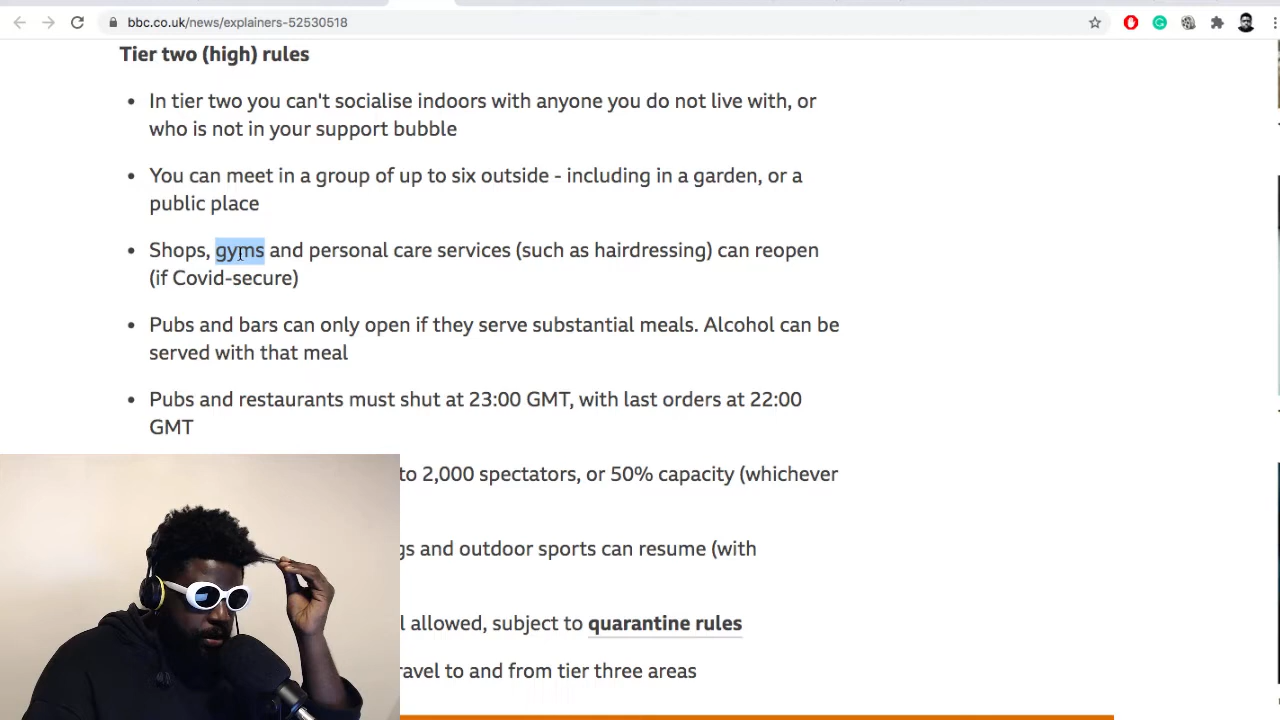 bbc.co.uk/news/explainers-52530518
Tier two (high) rules
• In tier two you can't socialise indoors with anyone you do not live with, or
who is not in your support bubble
• You can meet in a group of up to six outside - including in a garden, or a
public place
• Shops, gyms and personal care services (such as hairdressing) can reopen
(if Covid-secure)
• Pubs and bars can only open if they serve substantial meals. Alcohol can be
served with that meal
• Pubs and restaurants must shut at 23:00 GMT, with last orders at 22:00
GMT
to 2,000 spectators, or 50% capacity (whichever
and outdoor sports can resume (with
allowed, subject to quarantine rules
to and from tier three areas